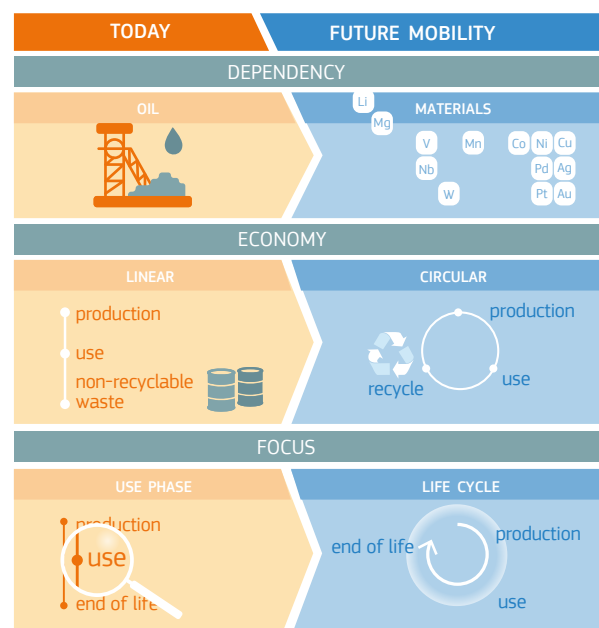 TODAY
FUTURE MOBILITY
DEPENDENCY
OIL
MATERIALS
Li
Mg
V Mn Co Ni Cu
Nb Pd Ag
W Pt Au
ECONOMY
LINEAR
CIRCULAR
production
use
non-recyclable
waste
production
recycle
use
FOCUS
USE PHASE
LIFE CYCLE
production
use
end of life
production
end of life
use